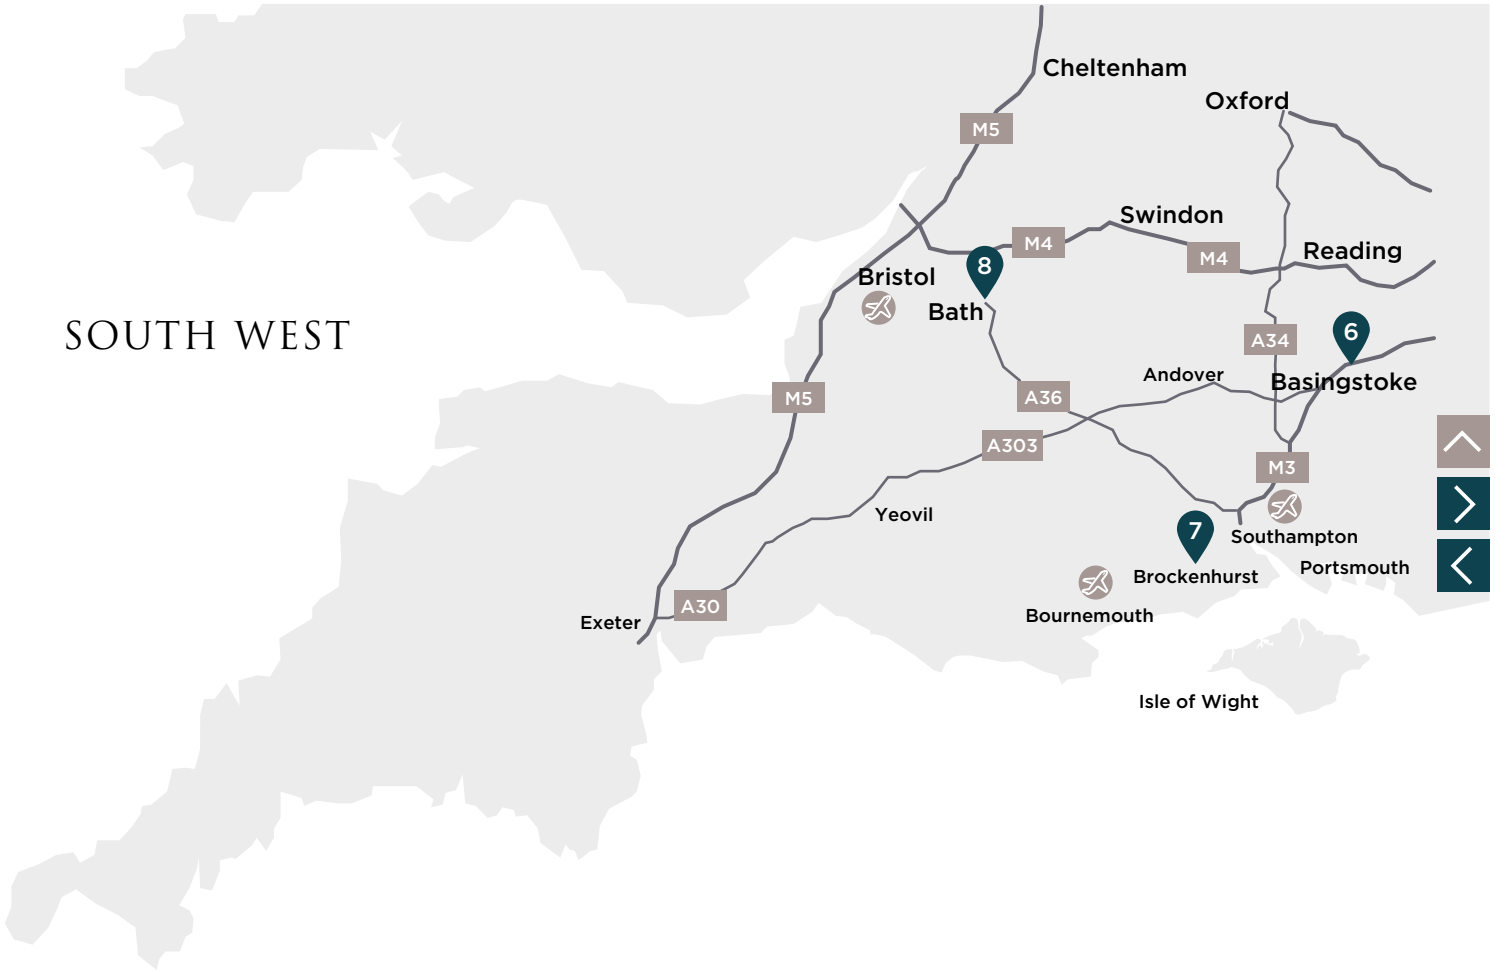 Cheltenham
Oxford
M5
Swindon
M4
Reading
M4
8
Bristol
Bath
SOUTH WEST
6
A34
Andover
Basingstoke
M5
A36
A303
M3
Yeovil
7
Southampton
Brockenhurst
Portsmouth
A30
Bournemouth
Exeter
Isle of Wight